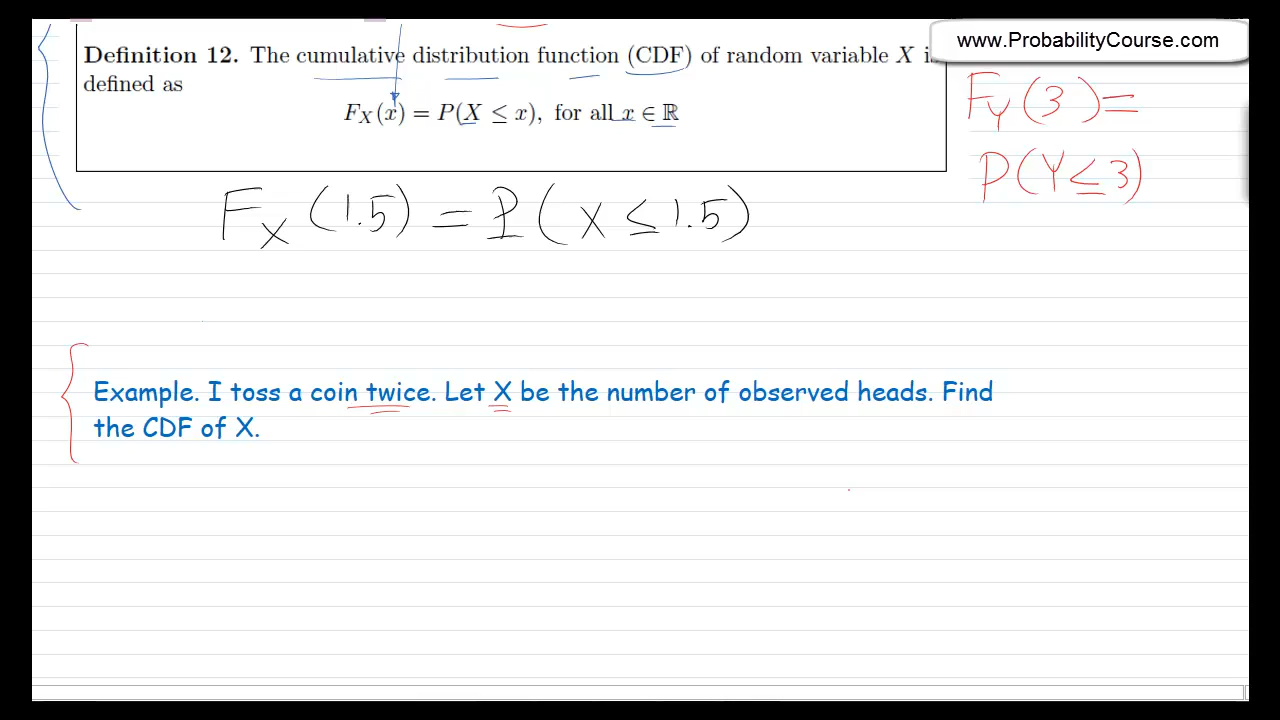 www.ProbabilityCourse.com
Definition 12. The cumulative distribution function (CDF) of random variable X
defined as
F_X(x) = P(X ≤ x), for all x ∈ ℝ
F_Y(3) =
P(Y ≤ 3)
F_X(1.5) = P(X ≤ 1.5)
Example. I toss a coin twice. Let X be the number of observed heads. Find
the CDF of X.